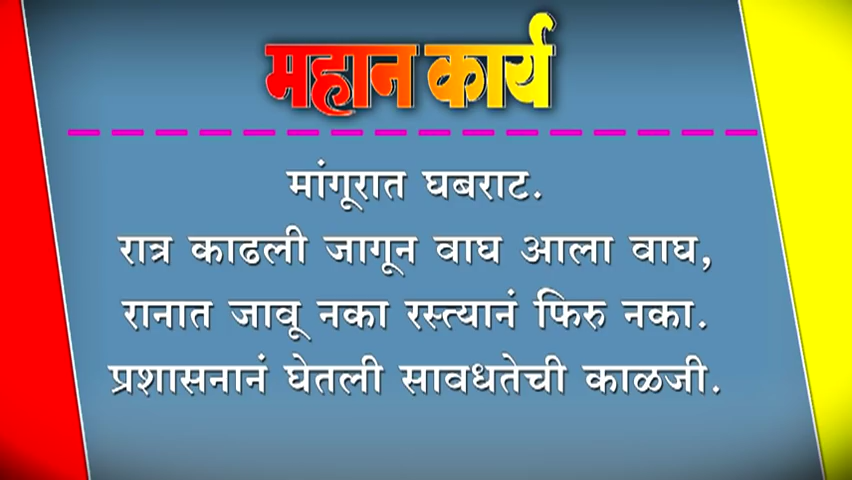 महान कार्य
मांगूरात घबराट.
रात्र काढली जागून वाघ आला वाघ,
रानात जावू नका रस्त्यानं फिरु नका.
प्रशासनानं घेतली सावधतेची काळजी.